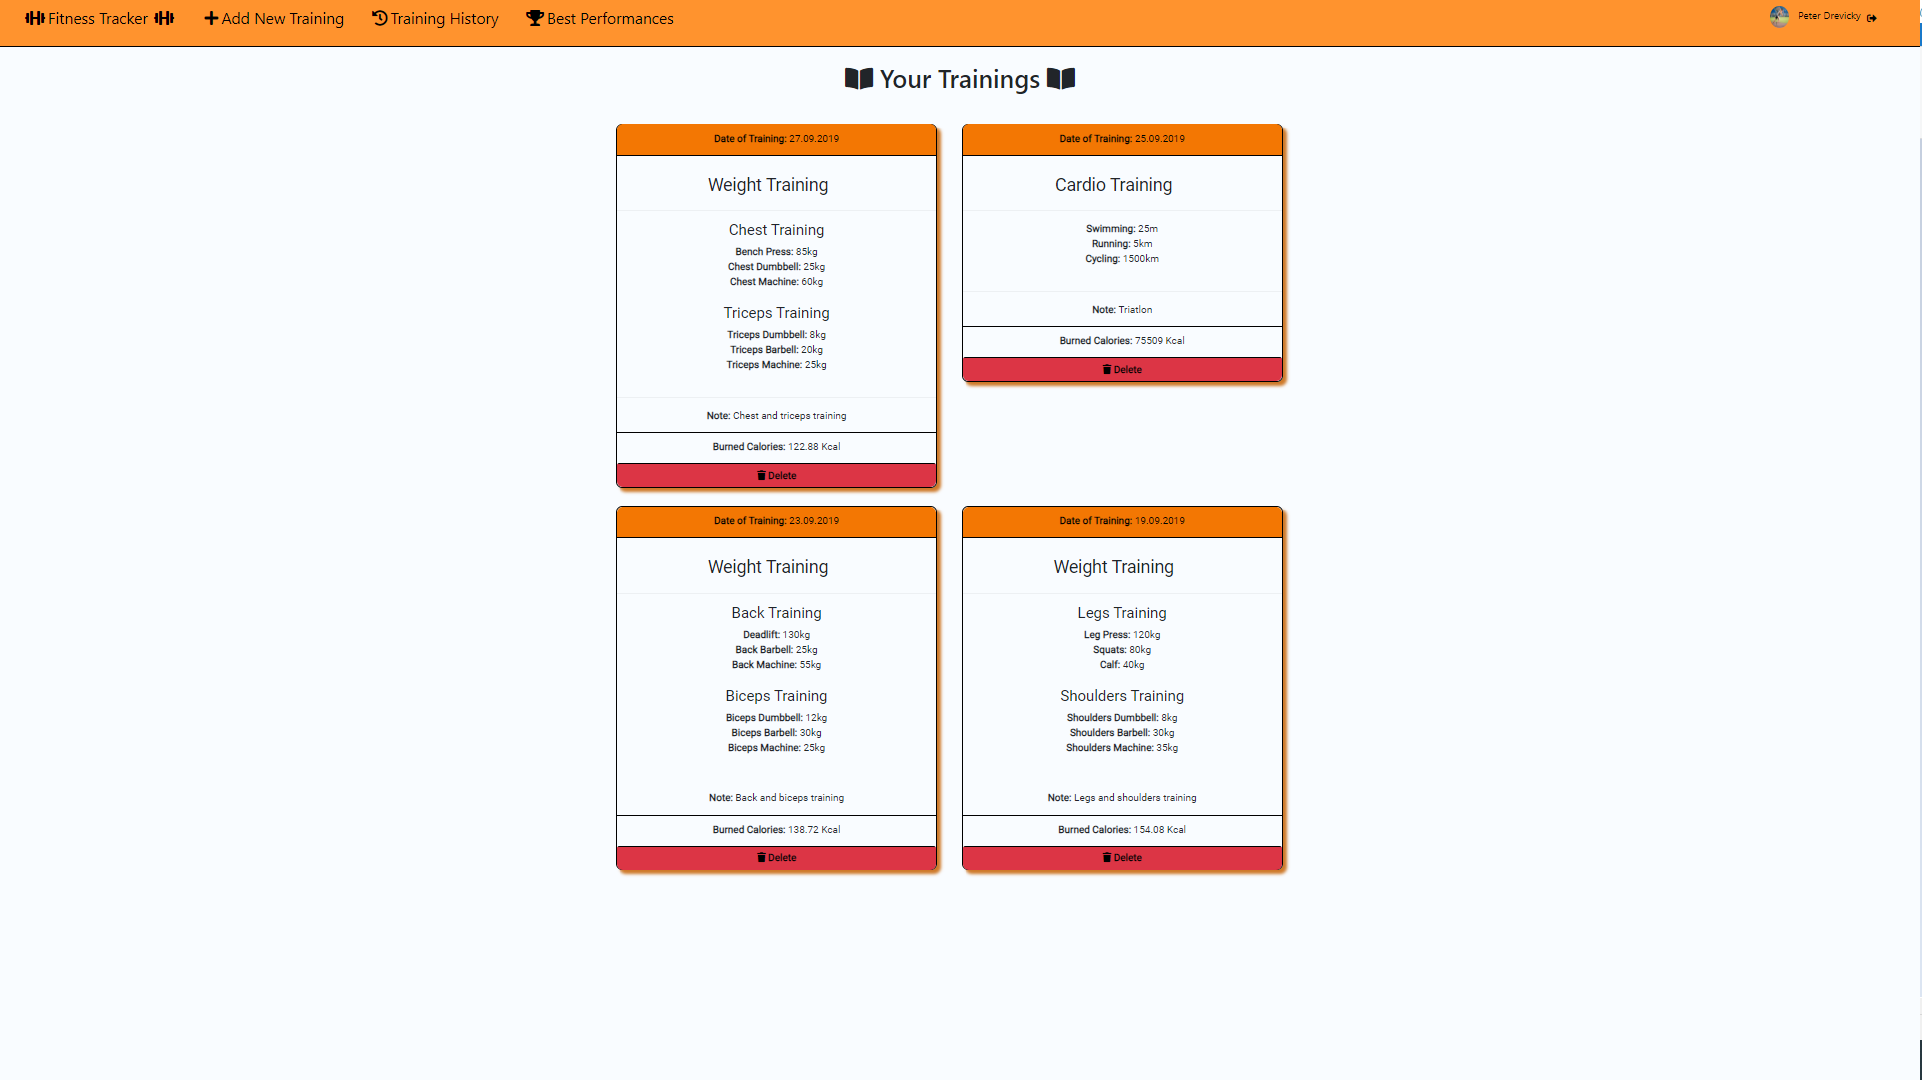 Fitness Tracker
Add New Training
Training History
Best Performances
Peter Drevicky
Your Trainings
Date of Training: 27.09.2019
Weight Training
Chest Training
Bench Press: 85kg
Chest Dumbbell: 25kg
Chest Machine: 60kg
Triceps Training
Triceps Dumbbell: 8kg
Triceps Barbell: 20kg
Triceps Machine: 25kg
Note: Chest and triceps training
Burned Calories: 122.88 Kcal
Delete
Date of Training: 25.09.2019
Cardio Training
Swimming: 25m
Running: 5km
Cycling: 1500km
Note: Triatlon
Burned Calories: 75509 Kcal
Delete
Date of Training: 23.09.2019
Weight Training
Back Training
Deadlift: 130kg
Back Barbell: 25kg
Back Machine: 55kg
Biceps Training
Biceps Dumbbell: 12kg
Biceps Barbell: 30kg
Biceps Machine: 25kg
Note: Back and biceps training
Burned Calories: 138.72 Kcal
Delete
Date of Training: 19.09.2019
Weight Training
Legs Training
Leg Press: 120kg
Squats: 80kg
Calf: 40kg
Shoulders Training
Shoulders Dumbbell: 8kg
Shoulders Barbell: 30kg
Shoulders Machine: 35kg
Note: Legs and shoulders training
Burned Calories: 154.08 Kcal
Delete